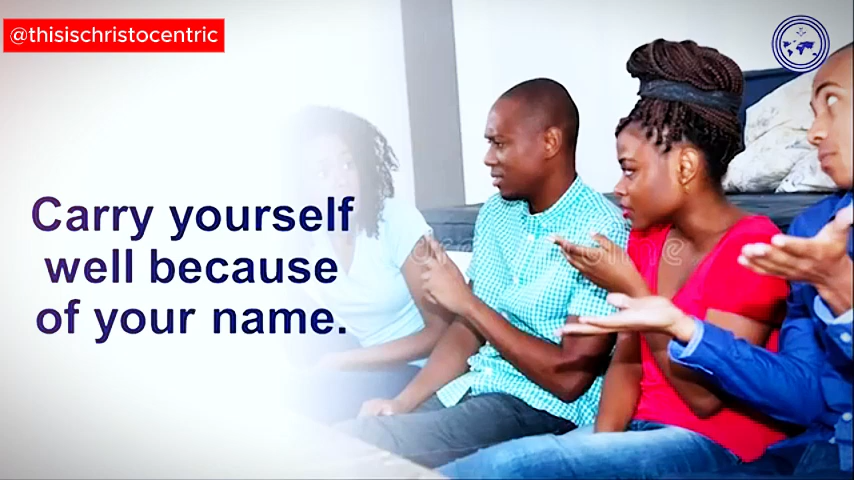 @thisischristocentric
Carry yourself
well because
of your name.